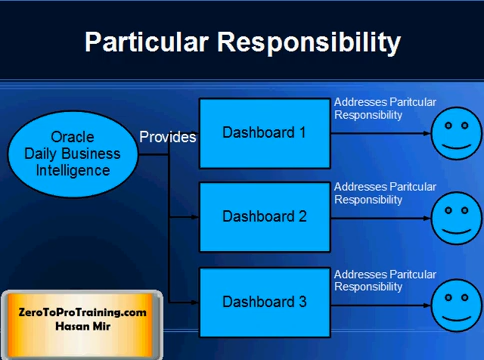 Particular Responsibility
Oracle
Daily Business
Intelligence
Provides
Dashboard 1
Addresses Paritcular
Responsibility
Dashboard 2
Addresses Paritcular
Responsibility
Dashboard 3
Addresses Paritcular
Responsibility
ZeroToProTraining.com
Hasan Mir